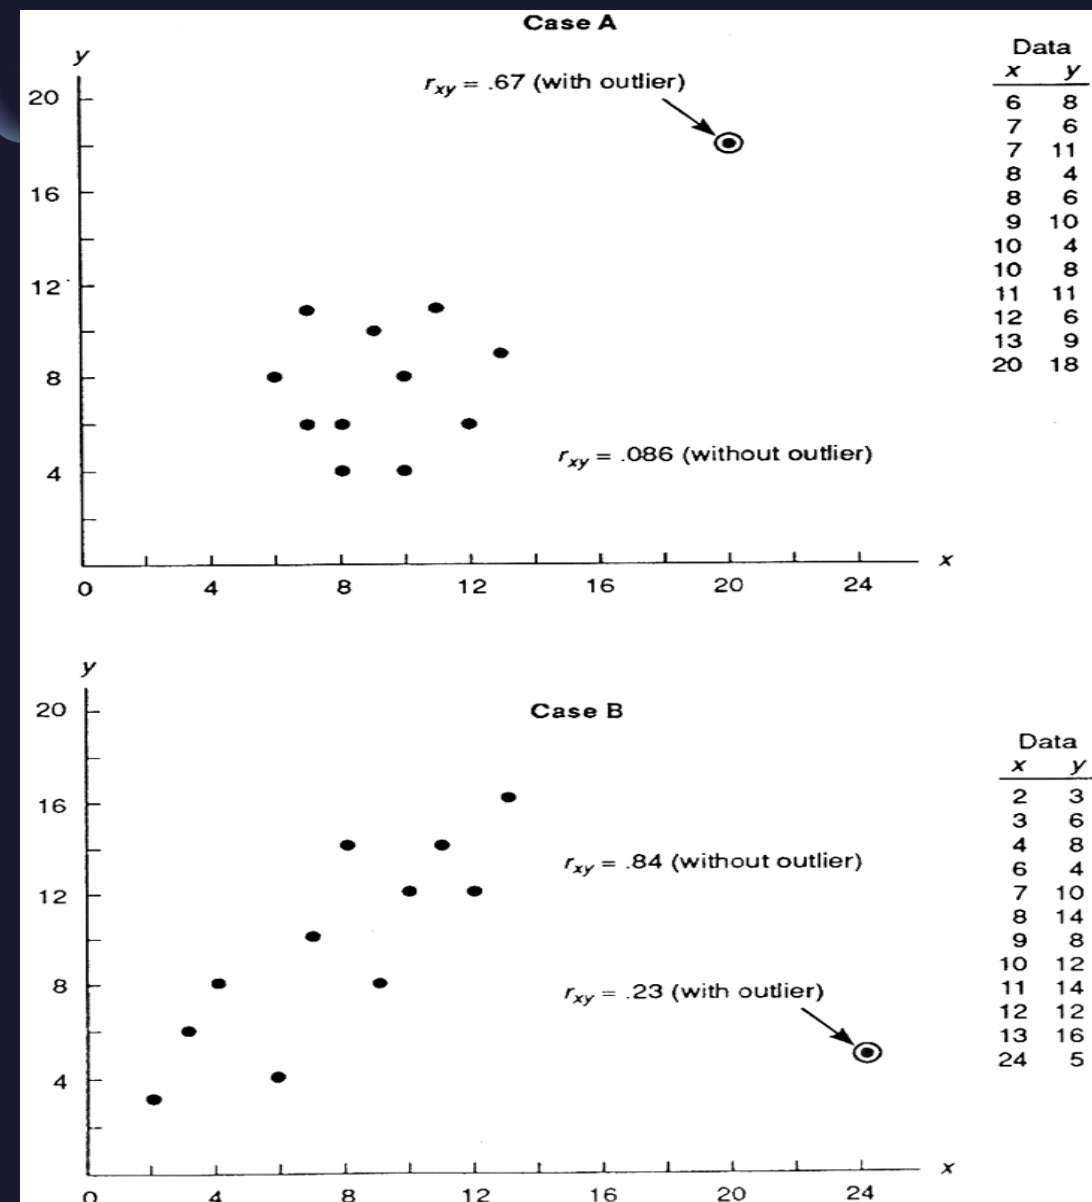 Case A
y
r_xy = .67 (with outlier)
20
16
12
8
4
r_xy = .086 (without outlier)
0 4 8 12 16 20 24
x
Data
x y
6 8
7 6
7 11
8 4
8 6
9 10
10 4
10 8
11 11
12 6
13 9
20 18
y
Case B
20
16
12
8
4
r_xy = .84 (without outlier)
r_xy = .23 (with outlier)
0 4 8 12 16 20 24
x
Data
x y
2 3
3 6
4 8
6 4
7 10
8 14
9 8
10 12
11 14
12 12
13 16
24 5